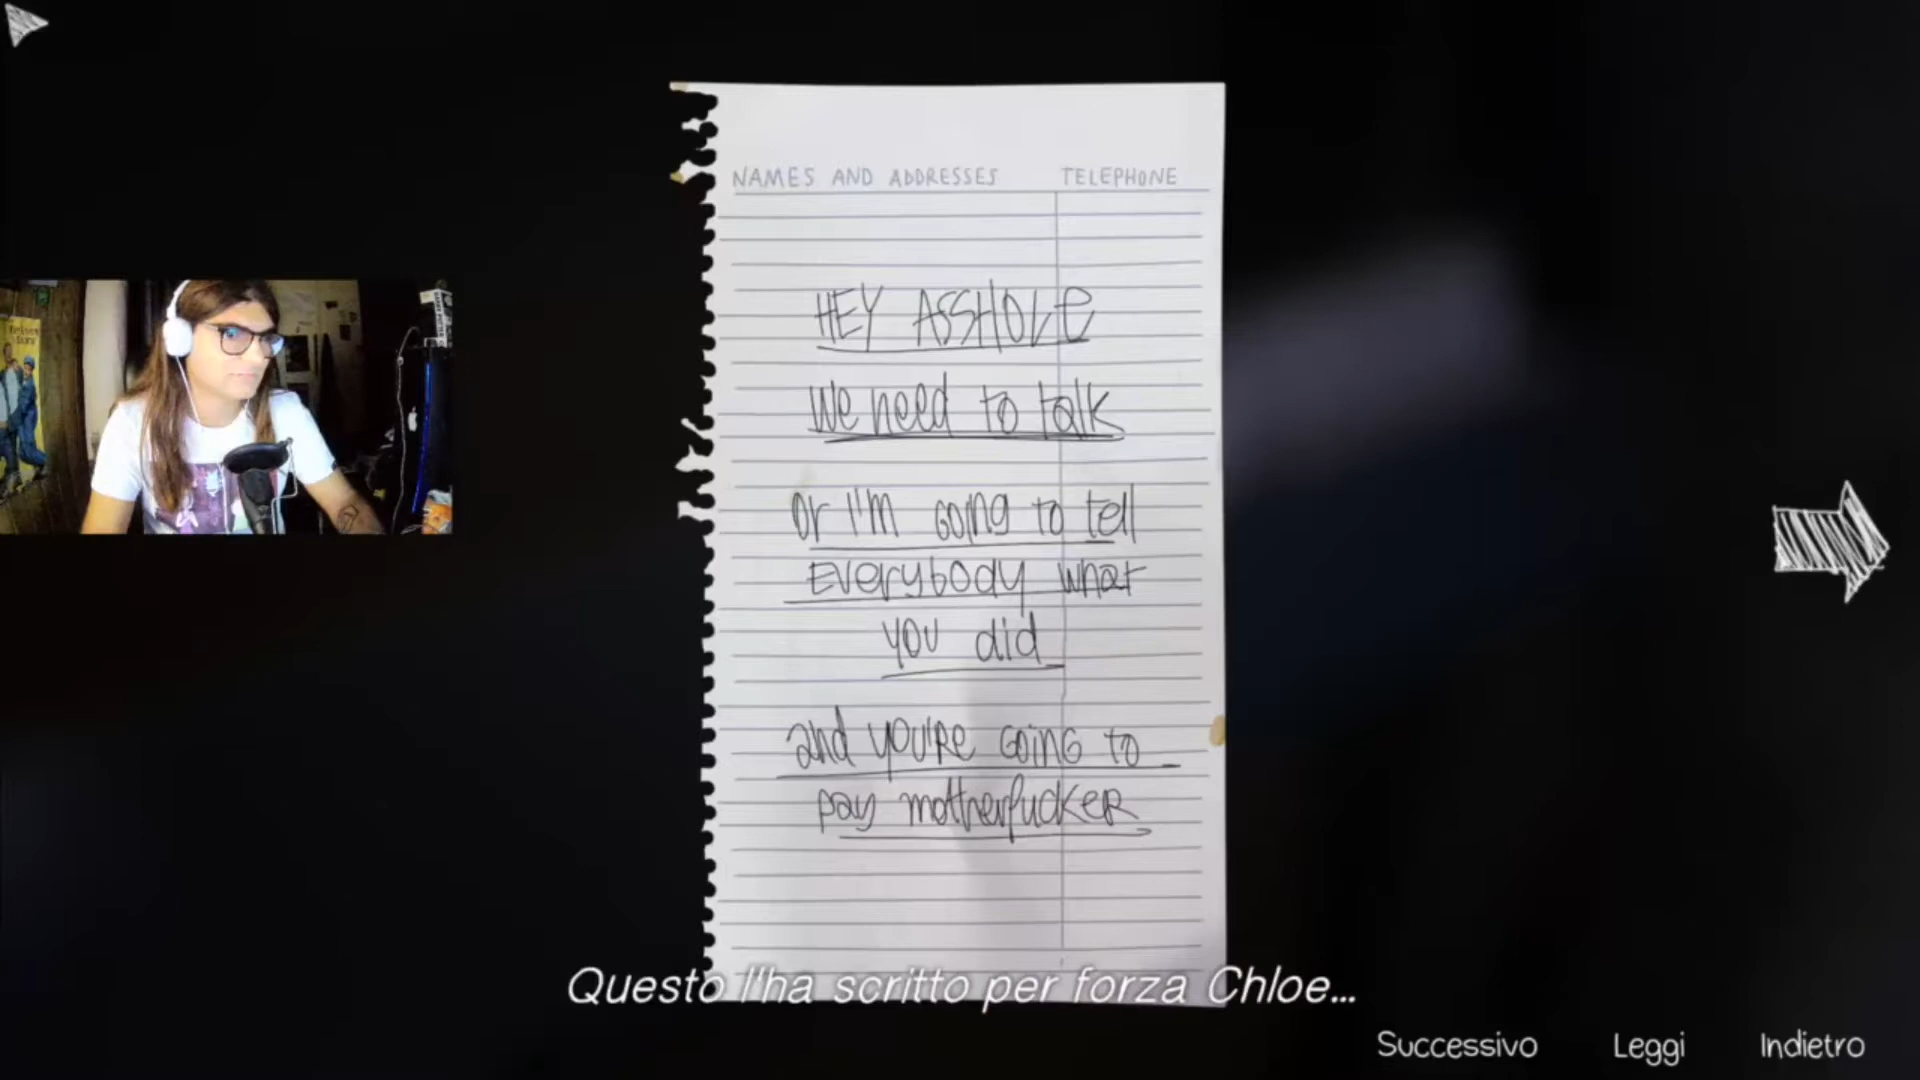 NAMES AND ADDRESSES TELEPHONE
HEY ASSHOLE
we need to talk
Or I'm GOING to tell
Everybody what
you did
and you're GOING to
pay motherfucker
Questo l'ha scritto per forza Chloe...
Successivo Leggi Indietro